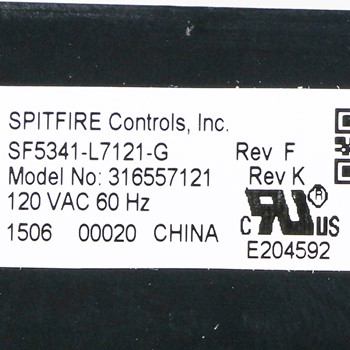 SPITFIRE Controls, Inc.
SF5341-L7121-G Rev F
Model No: 316557121 Rev K
120 VAC 60 Hz
1506 00020 CHINA
C RU ® US
E204592